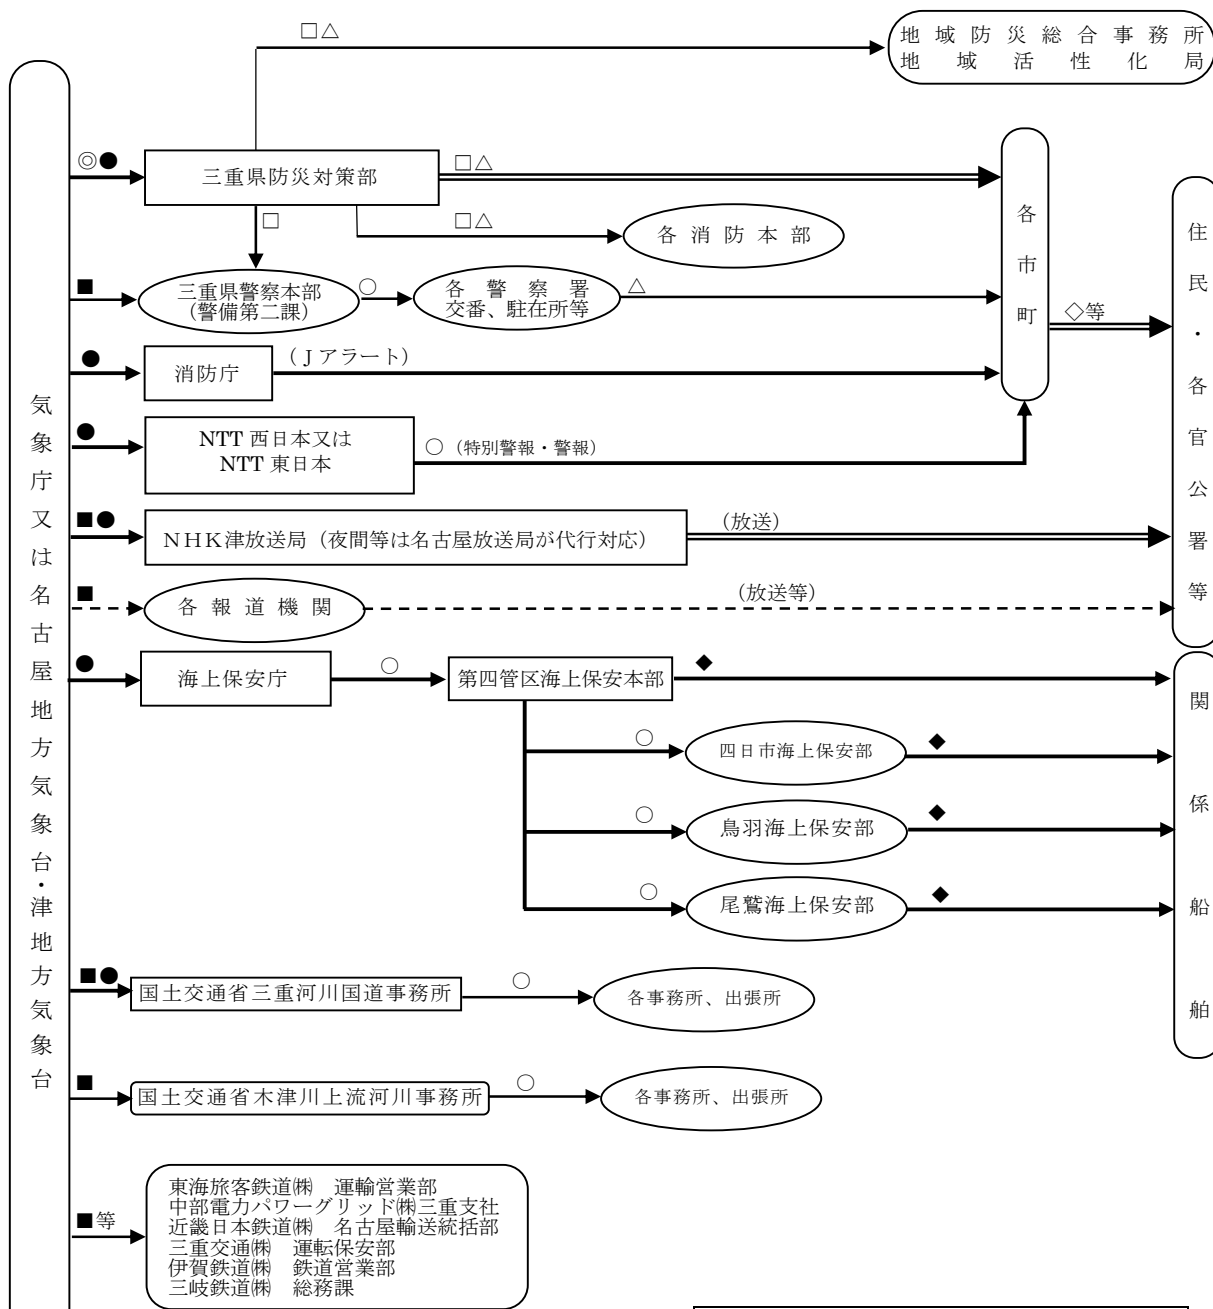 □△
地域防災総合事務所
地域活性化局
◎●
三重県防災対策部
□△
□
□△
各消防本部
各市町
■
三重県警察本部
（警備第二課）
○
各警察署
交番、駐在所等
△
◇等
住民・各官公署等
●
消防庁
（Ｊアラート）
●
NTT 西日本又は
NTT 東日本
○（特別警報・警報）
■●
ＮＨＫ津放送局（夜間等は名古屋放送局が代行対応）
（放送）
■
各報道機関
（放送等）
気象庁又は名古屋地方気象台・津地方気象台
●
海上保安庁
○
第四管区海上保安本部
◆
関係船舶
○
四日市海上保安部
◆
○
鳥羽海上保安部
◆
○
尾鷲海上保安部
◆
■●
国土交通省三重河川国道事務所
○
各事務所、出張所
■
国土交通省木津川上流河川事務所
○
各事務所、出張所
■等
東海旅客鉄道㈱　運輸営業部
中部電力パワーグリッド㈱三重支社
近畿日本鉄道㈱　名古屋輸送統括部
三重交通㈱　運転保安部
伊賀鉄道㈱　鉄道営業部
三岐鉄道㈱　総務課